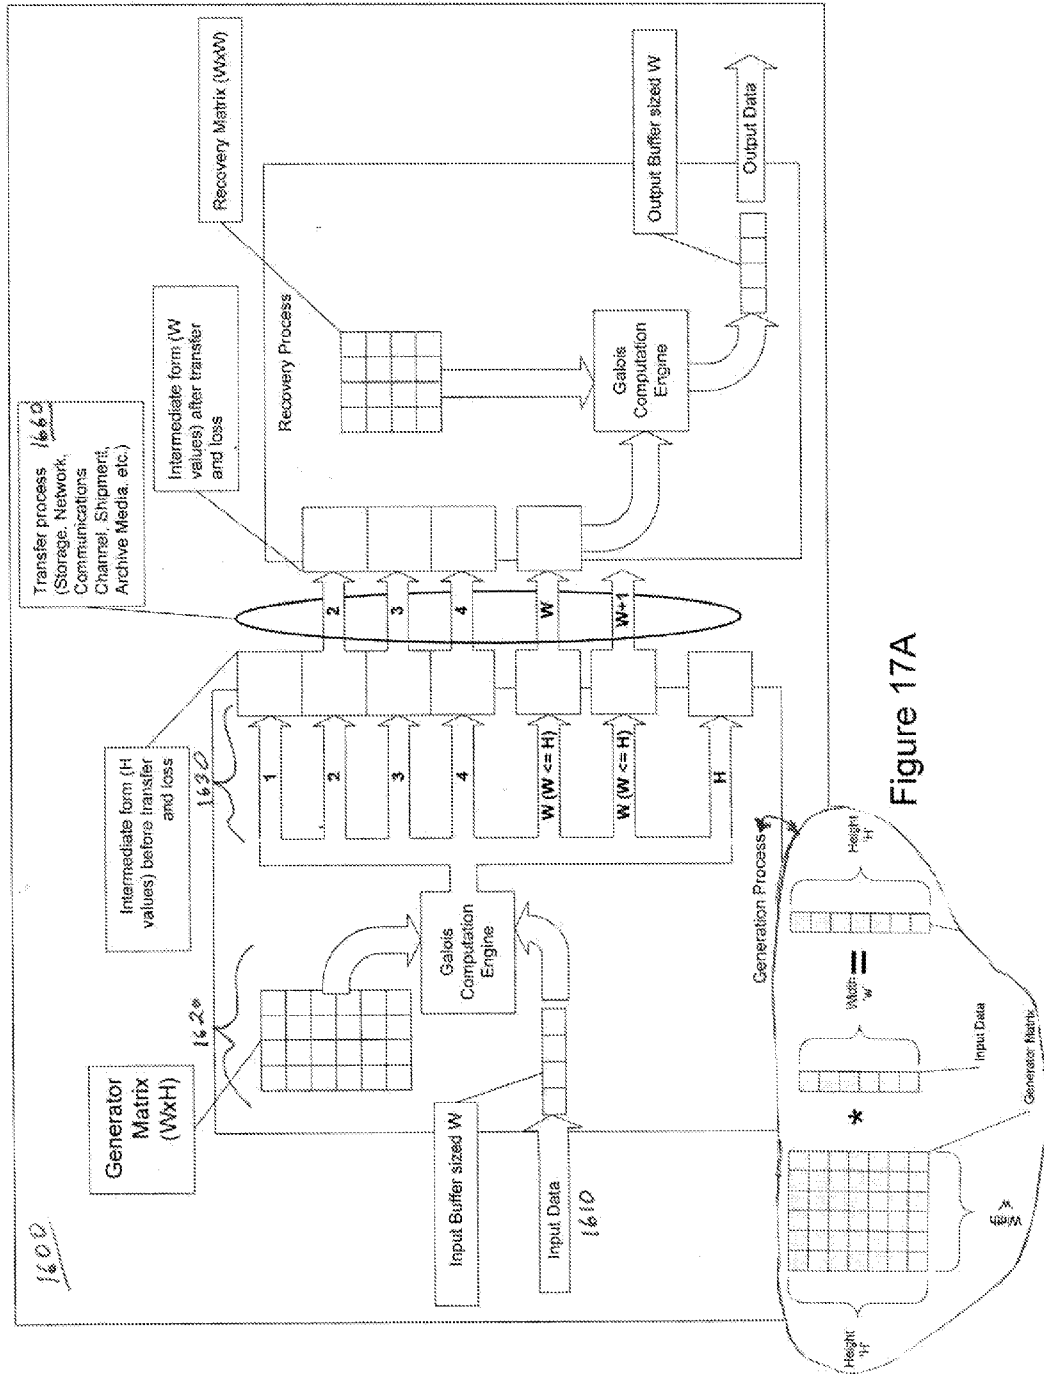 1600
Generator
Matrix
(WxH)
1620
Intermediate form (H
values) before transfer
and loss
1630
Transfer process 1660
(Storage, Network,
Communications
Channel, Shipment,
Archive Media, etc.)
Intermediate form (W
values) after transfer
and loss
Recovery Matrix (WxW)
Recovery Process
Input Buffer sized W
Input Data
1610
Galois
Computation
Engine
1
2
3
4
W (W <= H)
W (W <= H)
H
2
3
4
W
W+1
Galois
Computation
Engine
Output Buffer sized W
Output Data
Generation Process
Height
'H'
Width
'w'
*
Input Data
Generator Matrix
Width
'w'
=
Height
'H'
Figure 17A